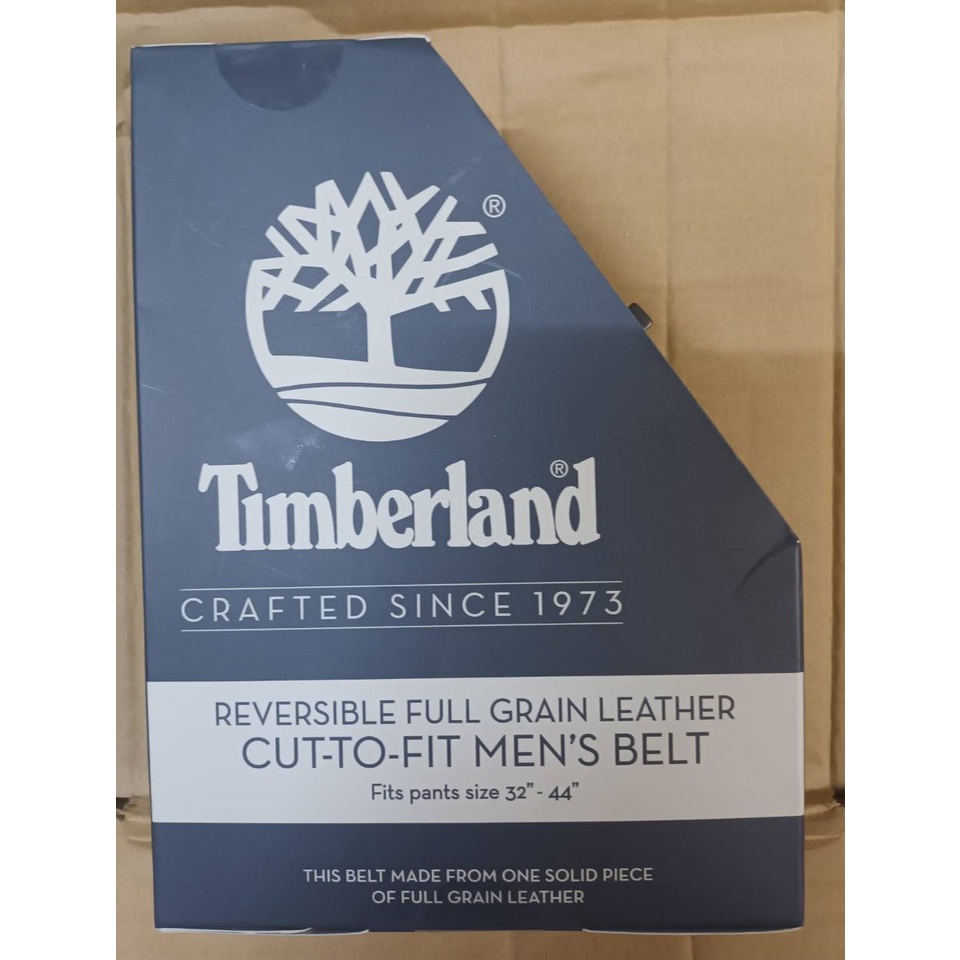 ®
Timberland®
CRAFTED SINCE 1973
REVERSIBLE FULL GRAIN LEATHER
CUT-TO-FIT MEN'S BELT
Fits pants size 32" - 44"
THIS BELT MADE FROM ONE SOLID PIECE
OF FULL GRAIN LEATHER